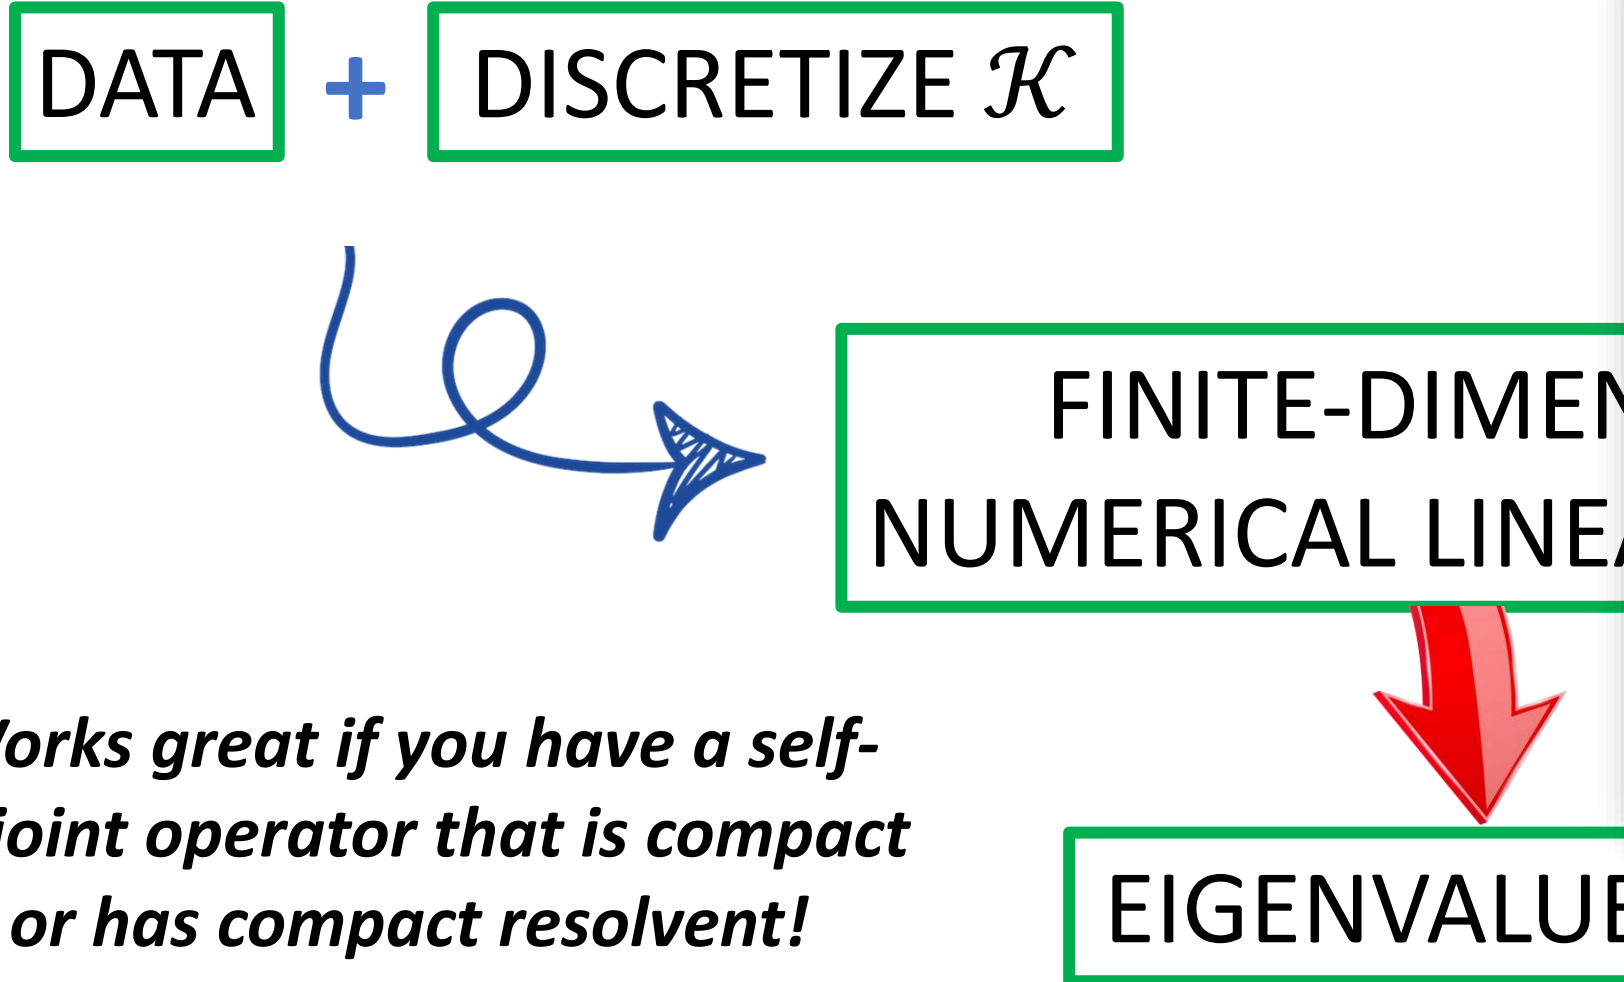 DATA + DISCRETIZE 𝒦
FINITE-DIMEN
NUMERICAL LINEA
orks great if you have a self-
joint operator that is compact
or has compact resolvent!
EIGENVALUE